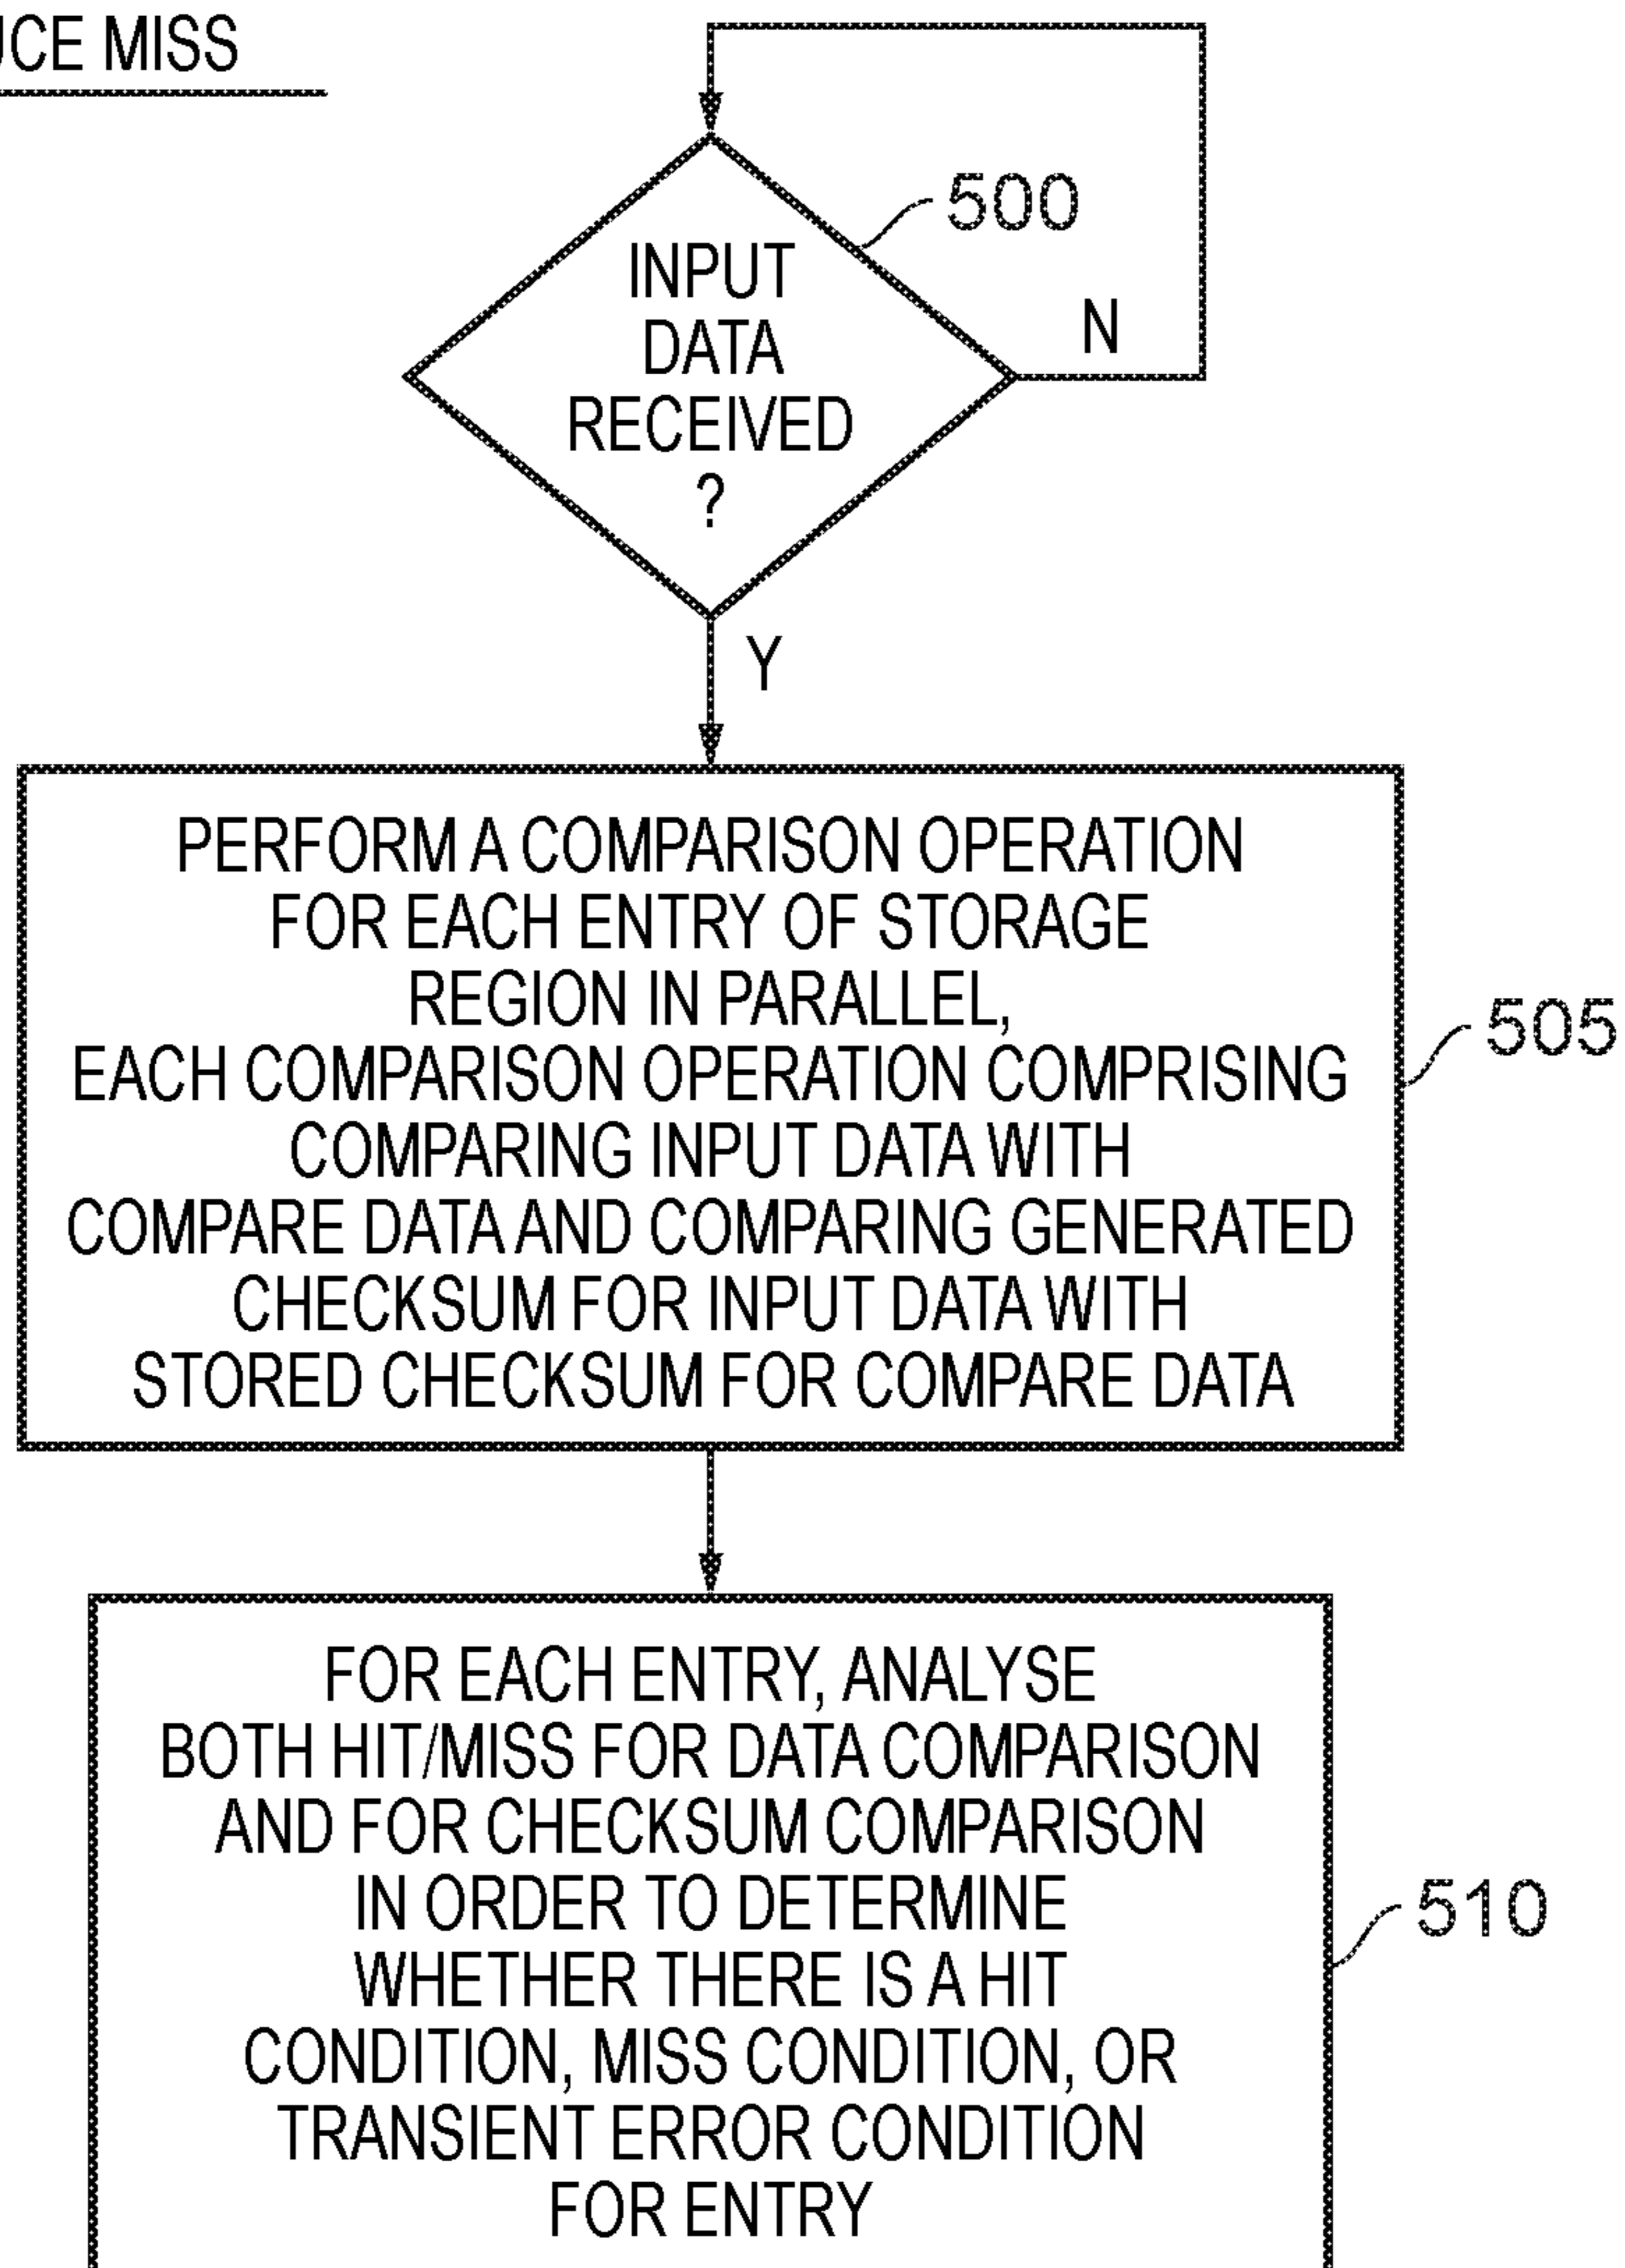 MISS
500
INPUT
DATA
RECEIVED
?
N
Y
PERFORM A COMPARISON OPERATION
FOR EACH ENTRY OF STORAGE
REGION IN PARALLEL,
EACH COMPARISON OPERATION COMPRISING
COMPARING INPUT DATA WITH
COMPARE DATA AND COMPARING GENERATED
CHECKSUM FOR INPUT DATA WITH
STORED CHECKSUM FOR COMPARE DATA
505
FOR EACH ENTRY, ANALYSE
BOTH HIT/MISS FOR DATA COMPARISON
AND FOR CHECKSUM COMPARISON
IN ORDER TO DETERMINE
WHETHER THERE IS A HIT
CONDITION, MISS CONDITION, OR
TRANSIENT ERROR CONDITION
FOR ENTRY
510